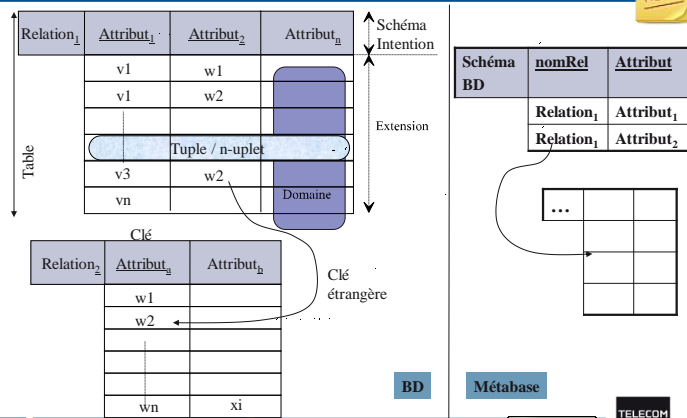 Relation1 Attribut1 Attribut2 Attributn
Schéma
Intention
v1 w1
v1 w2
Tuple / n-uplet
v3 w2
vn
Domaine
Extension
Table
Clé
Relation2 Attributa Attributb
w1
w2
wn xi
Clé
étrangère
BD
Schéma BD nomRel Attribut
Relation1 Attribut1
Relation1 Attribut2
...
Métabase
TELECOM